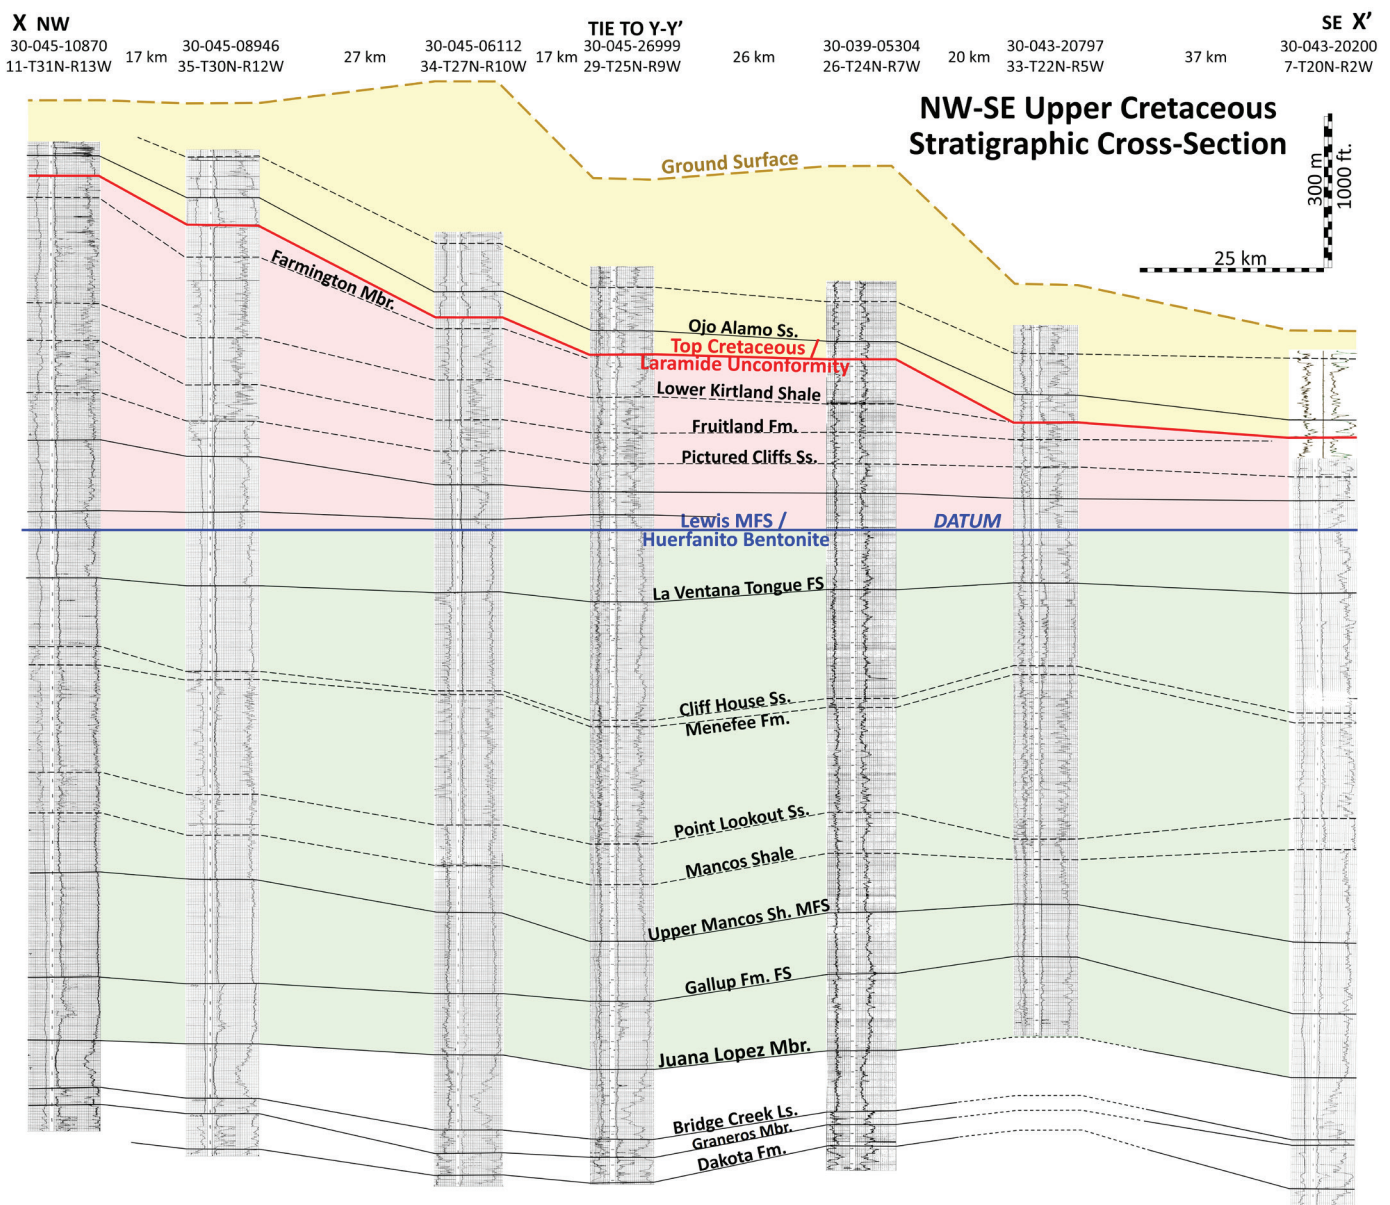 X NW
TIE TO Y-Y’
SE X’
30-045-10870
11-T31N-R13W
17 km
30-045-08946
35-T30N-R12W
27 km
30-045-06112
34-T27N-R10W
17 km
30-045-26999
29-T25N-R9W
26 km
30-039-05304
26-T24N-R7W
20 km
30-043-20797
33-T22N-R5W
37 km
30-043-20200
7-T20N-R2W
NW-SE Upper Cretaceous
Stratigraphic Cross-Section
300 m
1000 ft.
25 km
Ground Surface
Farmington Mbr.
Ojo Alamo Ss.
Top Cretaceous /
Laramide Unconformity
Lower Kirtland Shale
Fruitland Fm.
Pictured Cliffs Ss.
Lewis MFS /
Huerfanito Bentonite
DATUM
La Ventana Tongue FS
Cliff House Ss.
Menefee Fm.
Point Lookout Ss.
Mancos Shale
Upper Mancos Sh. MFS
Gallup Fm. FS
Juana Lopez Mbr.
Bridge Creek Ls.
Graneros Mbr.
Dakota Fm.